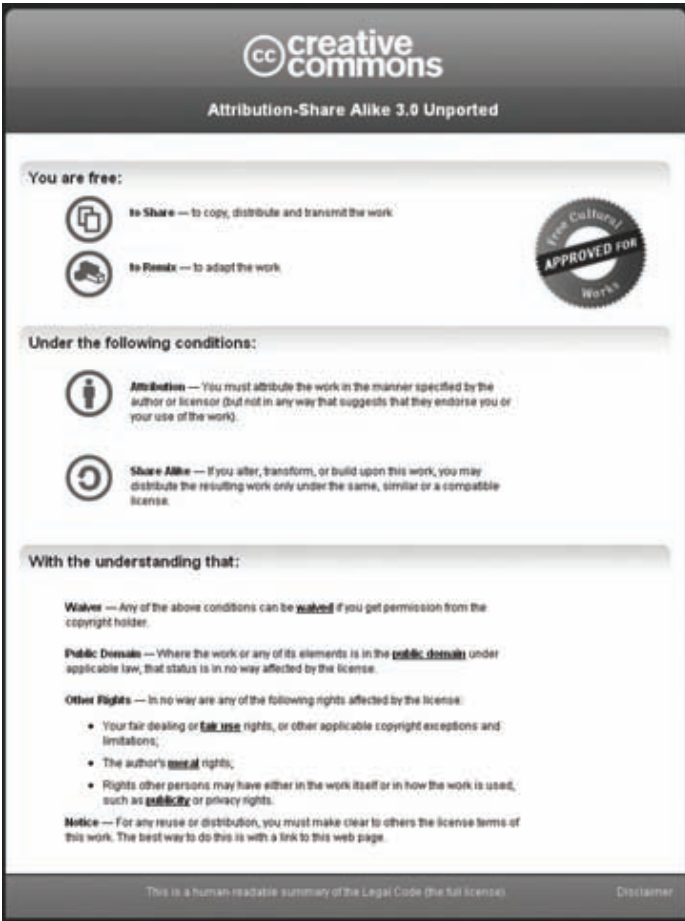 cc creative
commons
Attribution-Share Alike 3.0 Unported
You are free:
to Share — to copy, distribute and transmit the work
to Remix — to adapt the work
Free Cultural
APPROVED FOR
Works
Under the following conditions:
Attribution — You must attribute the work in the manner specified by the
author or licensor (but not in any way that suggests that they endorse you or
your use of the work).
Share Alike — If you alter, transform, or build upon this work, you may
distribute the resulting work only under the same, similar or a compatible
license.
With the understanding that:
Waiver — Any of the above conditions can be waived if you get permission from the
copyright holder.
Public Domain — Where the work or any of its elements is in the public domain under
applicable law, that status is in no way affected by the license.
Other Rights — In no way are any of the following rights affected by the license:
• Your fair dealing or fair use rights, or other applicable copyright exceptions and
limitations;
• The author's moral rights;
• Rights other persons may have either in the work itself or in how the work is used,
such as publicity or privacy rights.
Notice — For any reuse or distribution, you must make clear to others the license terms of
this work. The best way to do this is with a link to this web page.
This is a human-readable summary of the Legal Code (the full license). Disclaimer